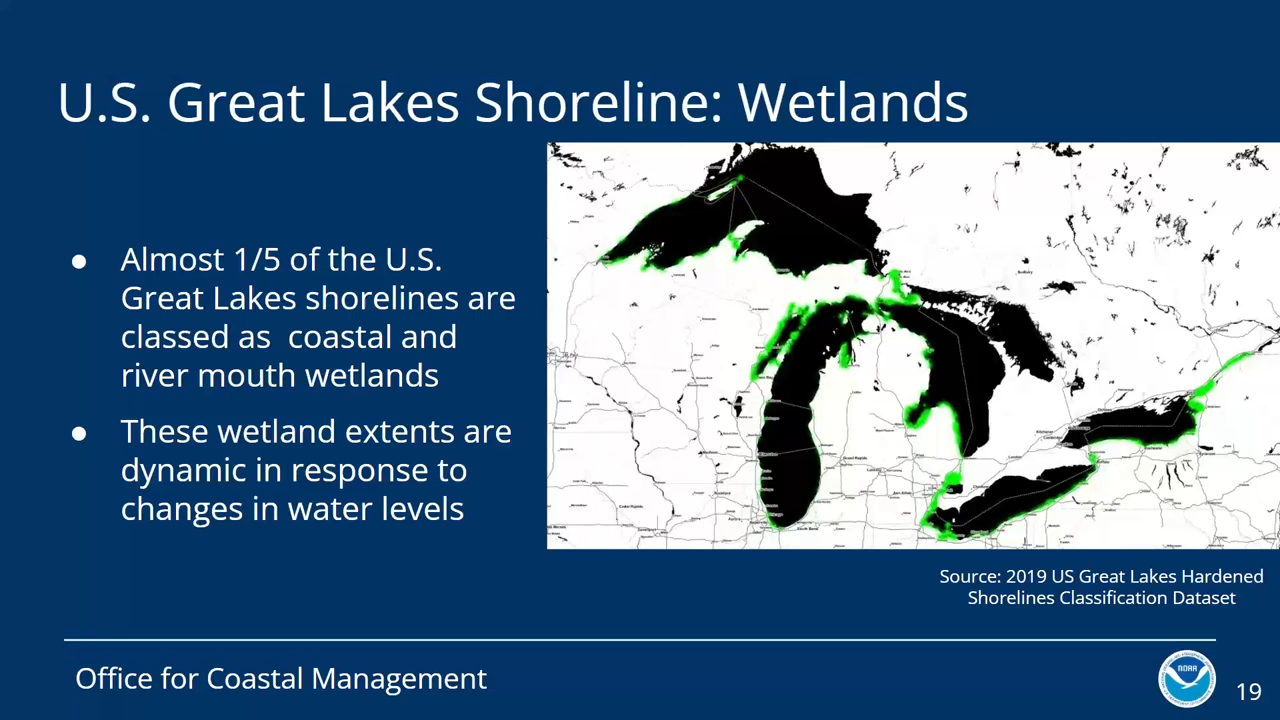 U.S. Great Lakes Shoreline: Wetlands
● Almost 1/5 of the U.S.
Great Lakes shorelines are
classed as  coastal and
river mouth wetlands
● These wetland extents are
dynamic in response to
changes in water levels
Source: 2019 US Great Lakes Hardened
Shorelines Classification Dataset
Office for Coastal Management
NOAA
19